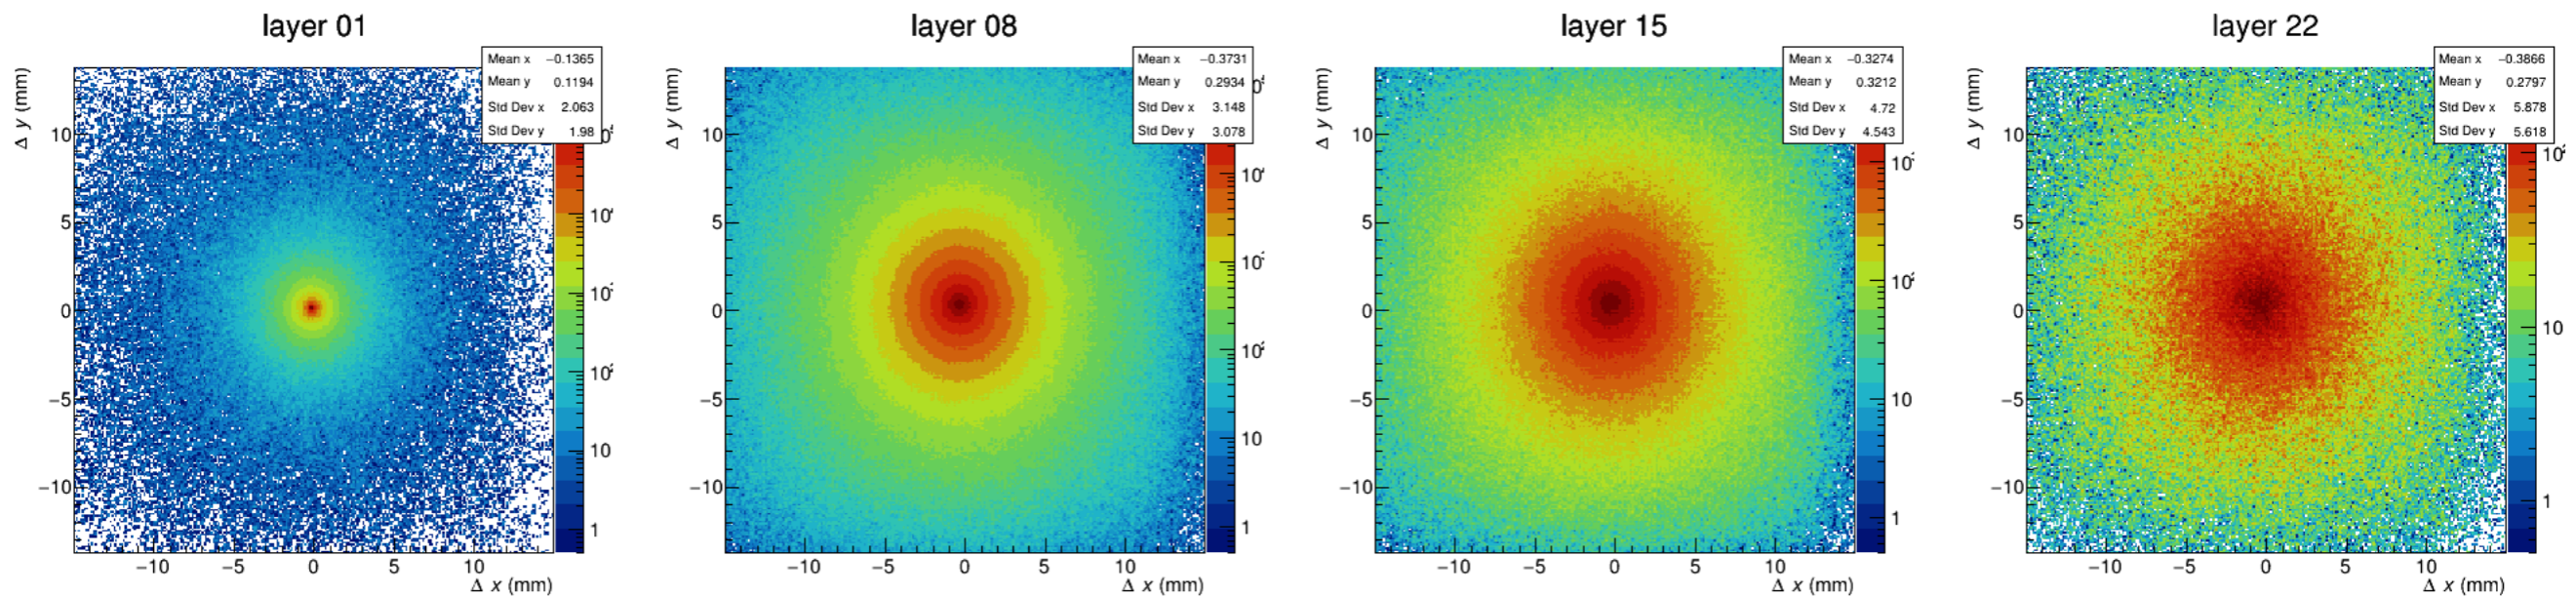 layer 01
Mean x −0.1365
Mean y 0.1194
Std Dev x 2.063
Std Dev y 1.98
Δ y (mm)
10
5
0
−5
−10
−10 −5 0 5 10
Δ x (mm)
10
1
layer 08
Mean x −0.3731
Mean y 0.2934
Std Dev x 3.148
Std Dev y 3.078
Δ y (mm)
10
5
0
−5
−10
−10 −5 0 5 10
Δ x (mm)
10
1
layer 15
Mean x −0.3274
Mean y 0.3212
Std Dev x 4.72
Std Dev y 4.543
Δ y (mm)
10
5
0
−5
−10
−10 −5 0 5 10
Δ x (mm)
10
1
layer 22
Mean x −0.3866
Mean y 0.2797
Std Dev x 5.878
Std Dev y 5.618
Δ y (mm)
10
5
0
−5
−10
−10 −5 0 5 10
Δ x (mm)
10
1